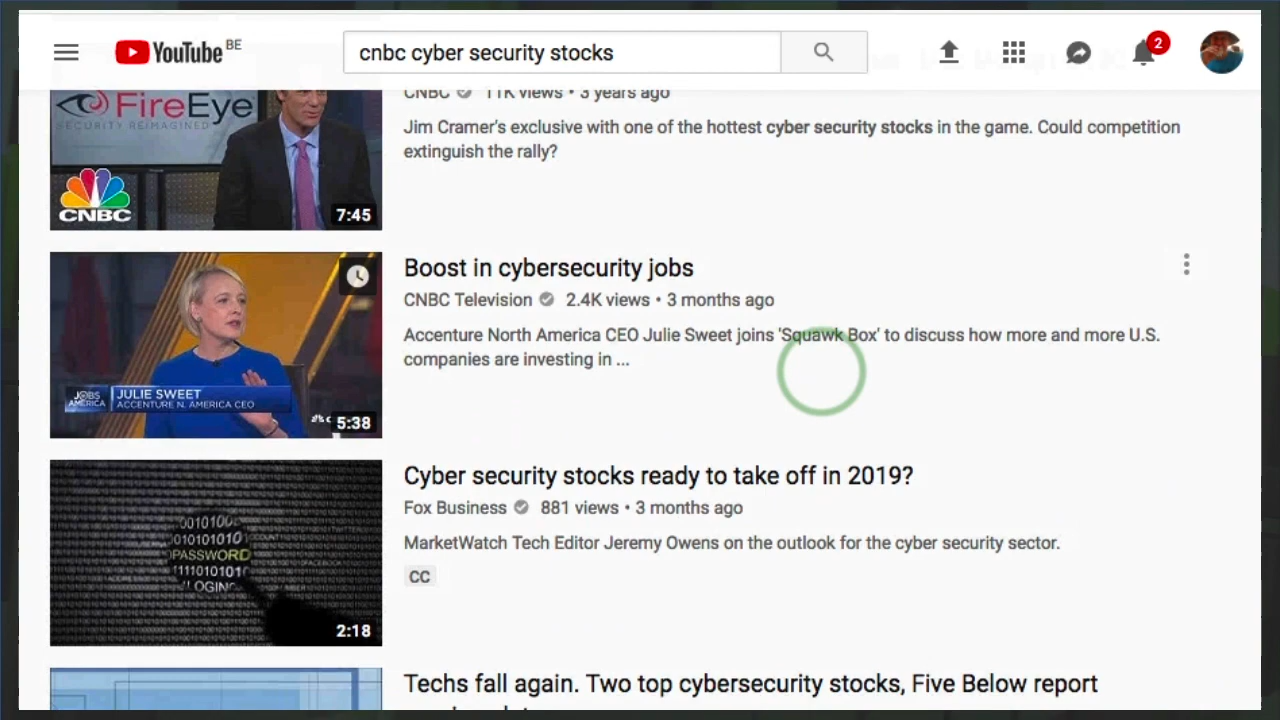 YouTube BE
cnbc cyber security stocks
2
FireEye
SECURITY REIMAGINED
CNBC
7:45
CNBC 11K views • 3 years ago
Jim Cramer's exclusive with one of the hottest cyber security stocks in the game. Could competition
extinguish the rally?
JOBS
AMERICA
JULIE SWEET
ACCENTURE N. AMERICA CEO
5:38
Boost in cybersecurity jobs
CNBC Television 2.4K views • 3 months ago
Accenture North America CEO Julie Sweet joins 'Squawk Box' to discuss how more and more U.S.
companies are investing in ...
PASSWORD
LOGIN
2:18
Cyber security stocks ready to take off in 2019?
Fox Business 881 views • 3 months ago
MarketWatch Tech Editor Jeremy Owens on the outlook for the cyber security sector.
CC
Techs fall again. Two top cybersecurity stocks, Five Below report